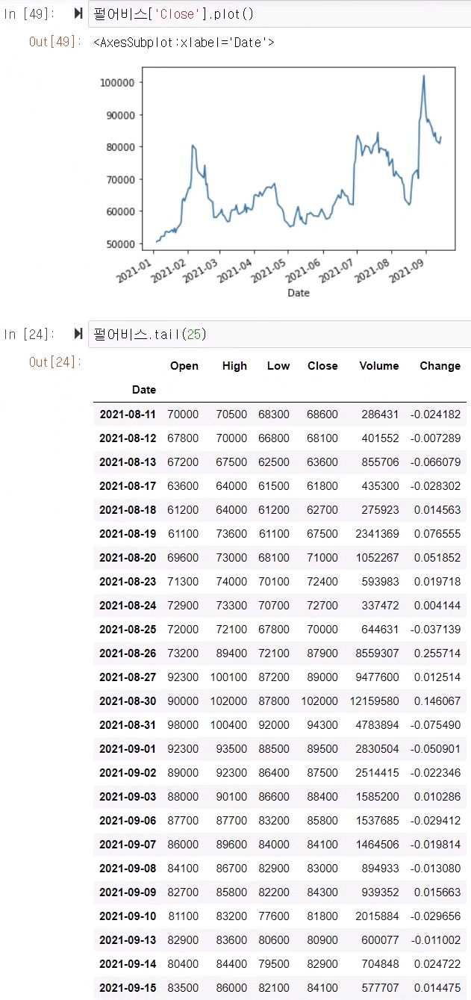 In [49]: 펄어비스['Close'].plot()
Out[49]: <AxesSubplot:xlabel='Date'>
100000
90000
80000
70000
60000
50000
2021-01 2021-02 2021-03 2021-04 2021-05 2021-06 2021-07 2021-08 2021-09
Date
In [24]: 펄어비스.tail(25)
Out[24]:
Open High Low Close Volume Change
Date
2021-08-11 70000 70500 68300 68600 286431 -0.024182
2021-08-12 67800 70000 66800 68100 401552 -0.007289
2021-08-13 67200 67500 62500 63600 855706 -0.066079
2021-08-17 63600 64000 61500 61800 435300 -0.028302
2021-08-18 61200 64000 61200 62700 275923 0.014563
2021-08-19 61100 73600 61100 67500 2341369 0.076555
2021-08-20 69600 73000 68100 71000 1052267 0.051852
2021-08-23 71300 74000 70100 72400 593983 0.019718
2021-08-24 72900 73300 70700 72700 337472 0.004144
2021-08-25 72000 72100 67800 70000 644631 -0.037139
2021-08-26 73200 89400 72100 87900 8559307 0.255714
2021-08-27 92300 100100 87200 89000 9477600 0.012514
2021-08-30 90000 102000 87800 102000 12159580 0.146067
2021-08-31 98000 100400 92000 94300 4783894 -0.075490
2021-09-01 92300 93500 88500 89500 2830504 -0.050901
2021-09-02 89000 92300 86400 87500 2514415 -0.022346
2021-09-03 88000 90100 86600 88400 1585200 0.010286
2021-09-06 87700 87700 83200 85800 1537685 -0.029412
2021-09-07 86000 89600 84000 84100 1464506 -0.019814
2021-09-08 84100 86700 82900 83000 894933 -0.013080
2021-09-09 82700 85800 82200 84300 939352 0.015663
2021-09-10 81100 83200 77600 81800 2015884 -0.029656
2021-09-13 82900 83600 80600 80900 600077 -0.011002
2021-09-14 80400 84400 79500 82900 704848 0.024722
2021-09-15 83500 86000 82100 84100 577707 0.014475